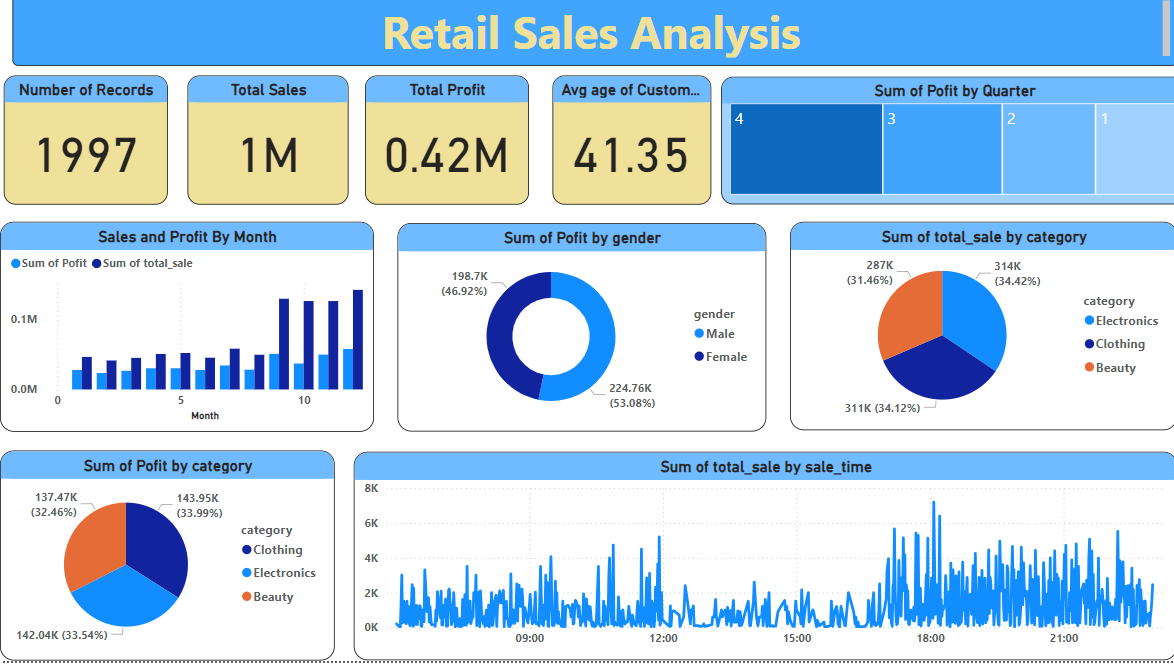 Retail Sales Analysis
Number of Records
1997
Total Sales
1M
Total Profit
0.42M
Avg age of Custom...
41.35
Sum of Pofit by Quarter
4
3
2
1
Sales and Profit By Month
Sum of Pofit Sum of total_sale
0.1M
0.0M
0 5 10
Month
Sum of Pofit by gender
198.7K
(46.92%)
224.76K
(53.08%)
gender
Male
Female
Sum of total_sale by category
287K
(31.46%)
314K
(34.42%)
311K (34.12%)
category
Electronics
Clothing
Beauty
Sum of Pofit by category
137.47K
(32.46%)
143.95K
(33.99%)
142.04K (33.54%)
category
Clothing
Electronics
Beauty
Sum of total_sale by sale_time
8K
6K
4K
2K
0K
09:00 12:00 15:00 18:00 21:00